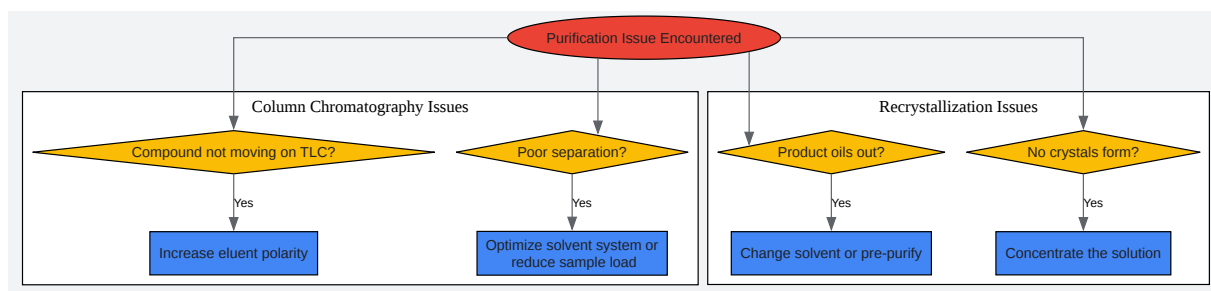 Purification Issue Encountered
Column Chromatography Issues
Recrystallization Issues
Compound not moving on TLC?
Poor separation?
Product oils out?
No crystals form?
Yes
Yes
Yes
Yes
Increase eluent polarity
Optimize solvent system or
reduce sample load
Change solvent or pre-purify
Concentrate the solution